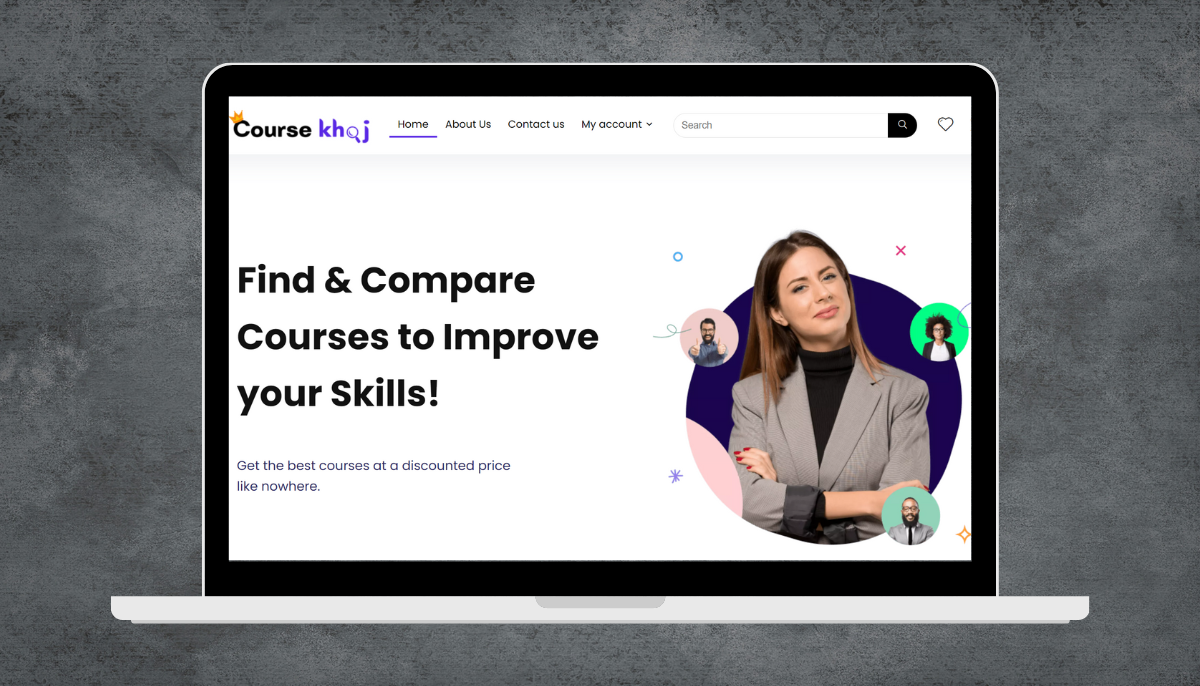 Course khoj
Home
About Us
Contact us
My account
Search
Find & Compare
Courses to Improve
your Skills!
Get the best courses at a discounted price
like nowhere.